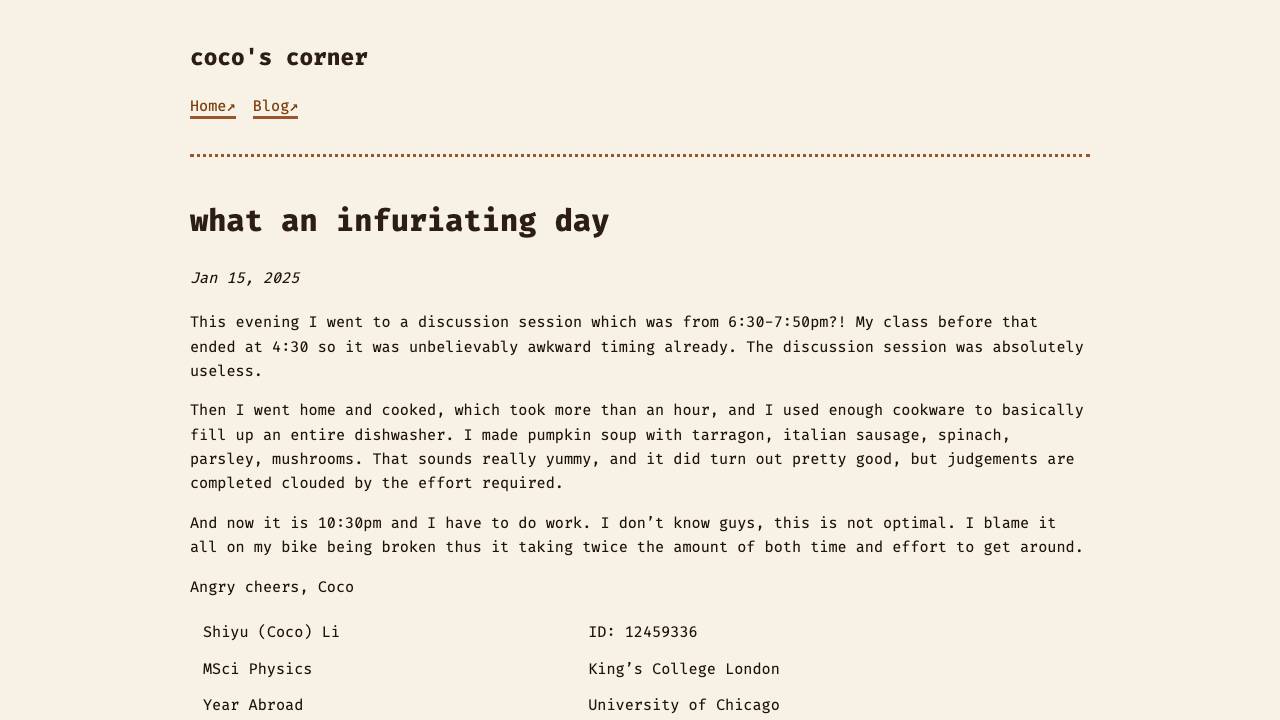 coco's corner
Home↗ Blog↗
what an infuriating day
Jan 15, 2025
This evening I went to a discussion session which was from 6:30-7:50pm?! My class before that
ended at 4:30 so it was unbelievably awkward timing already. The discussion session was absolutely
useless.
Then I went home and cooked, which took more than an hour, and I used enough cookware to basically
fill up an entire dishwasher. I made pumpkin soup with tarragon, italian sausage, spinach,
parsley, mushrooms. That sounds really yummy, and it did turn out pretty good, but judgements are
completed clouded by the effort required.
And now it is 10:30pm and I have to do work. I don’t know guys, this is not optimal. I blame it
all on my bike being broken thus it taking twice the amount of both time and effort to get around.
Angry cheers, Coco
Shiyu (Coco) Li ID: 12459336
MSci Physics King’s College London
Year Abroad University of Chicago